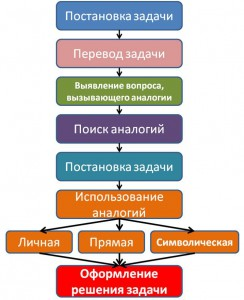 Постановка задачи
Перевод задачи
Выявление вопроса,
вызывающего аналогии
Поиск аналогий
Постановка задачи
Использование
аналогий
Личная
Прямая
Символическая
Оформление
решения задачи